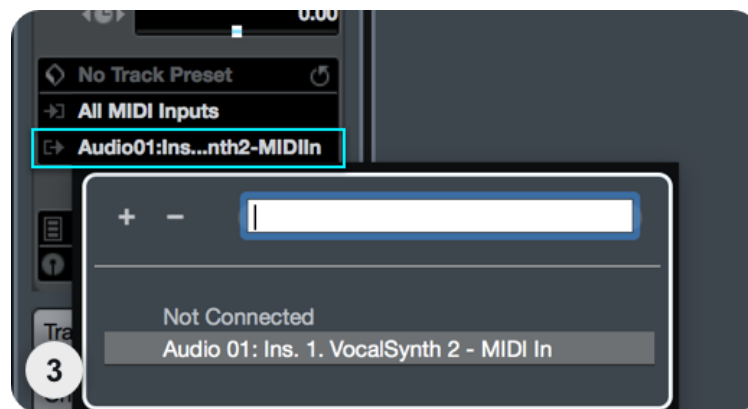 0.00
No Track Preset
All MIDI Inputs
Audio01:Ins...nth2-MIDIIn
+ −
Not Connected
Audio 01: Ins. 1. VocalSynth 2 - MIDI In
Tra
3